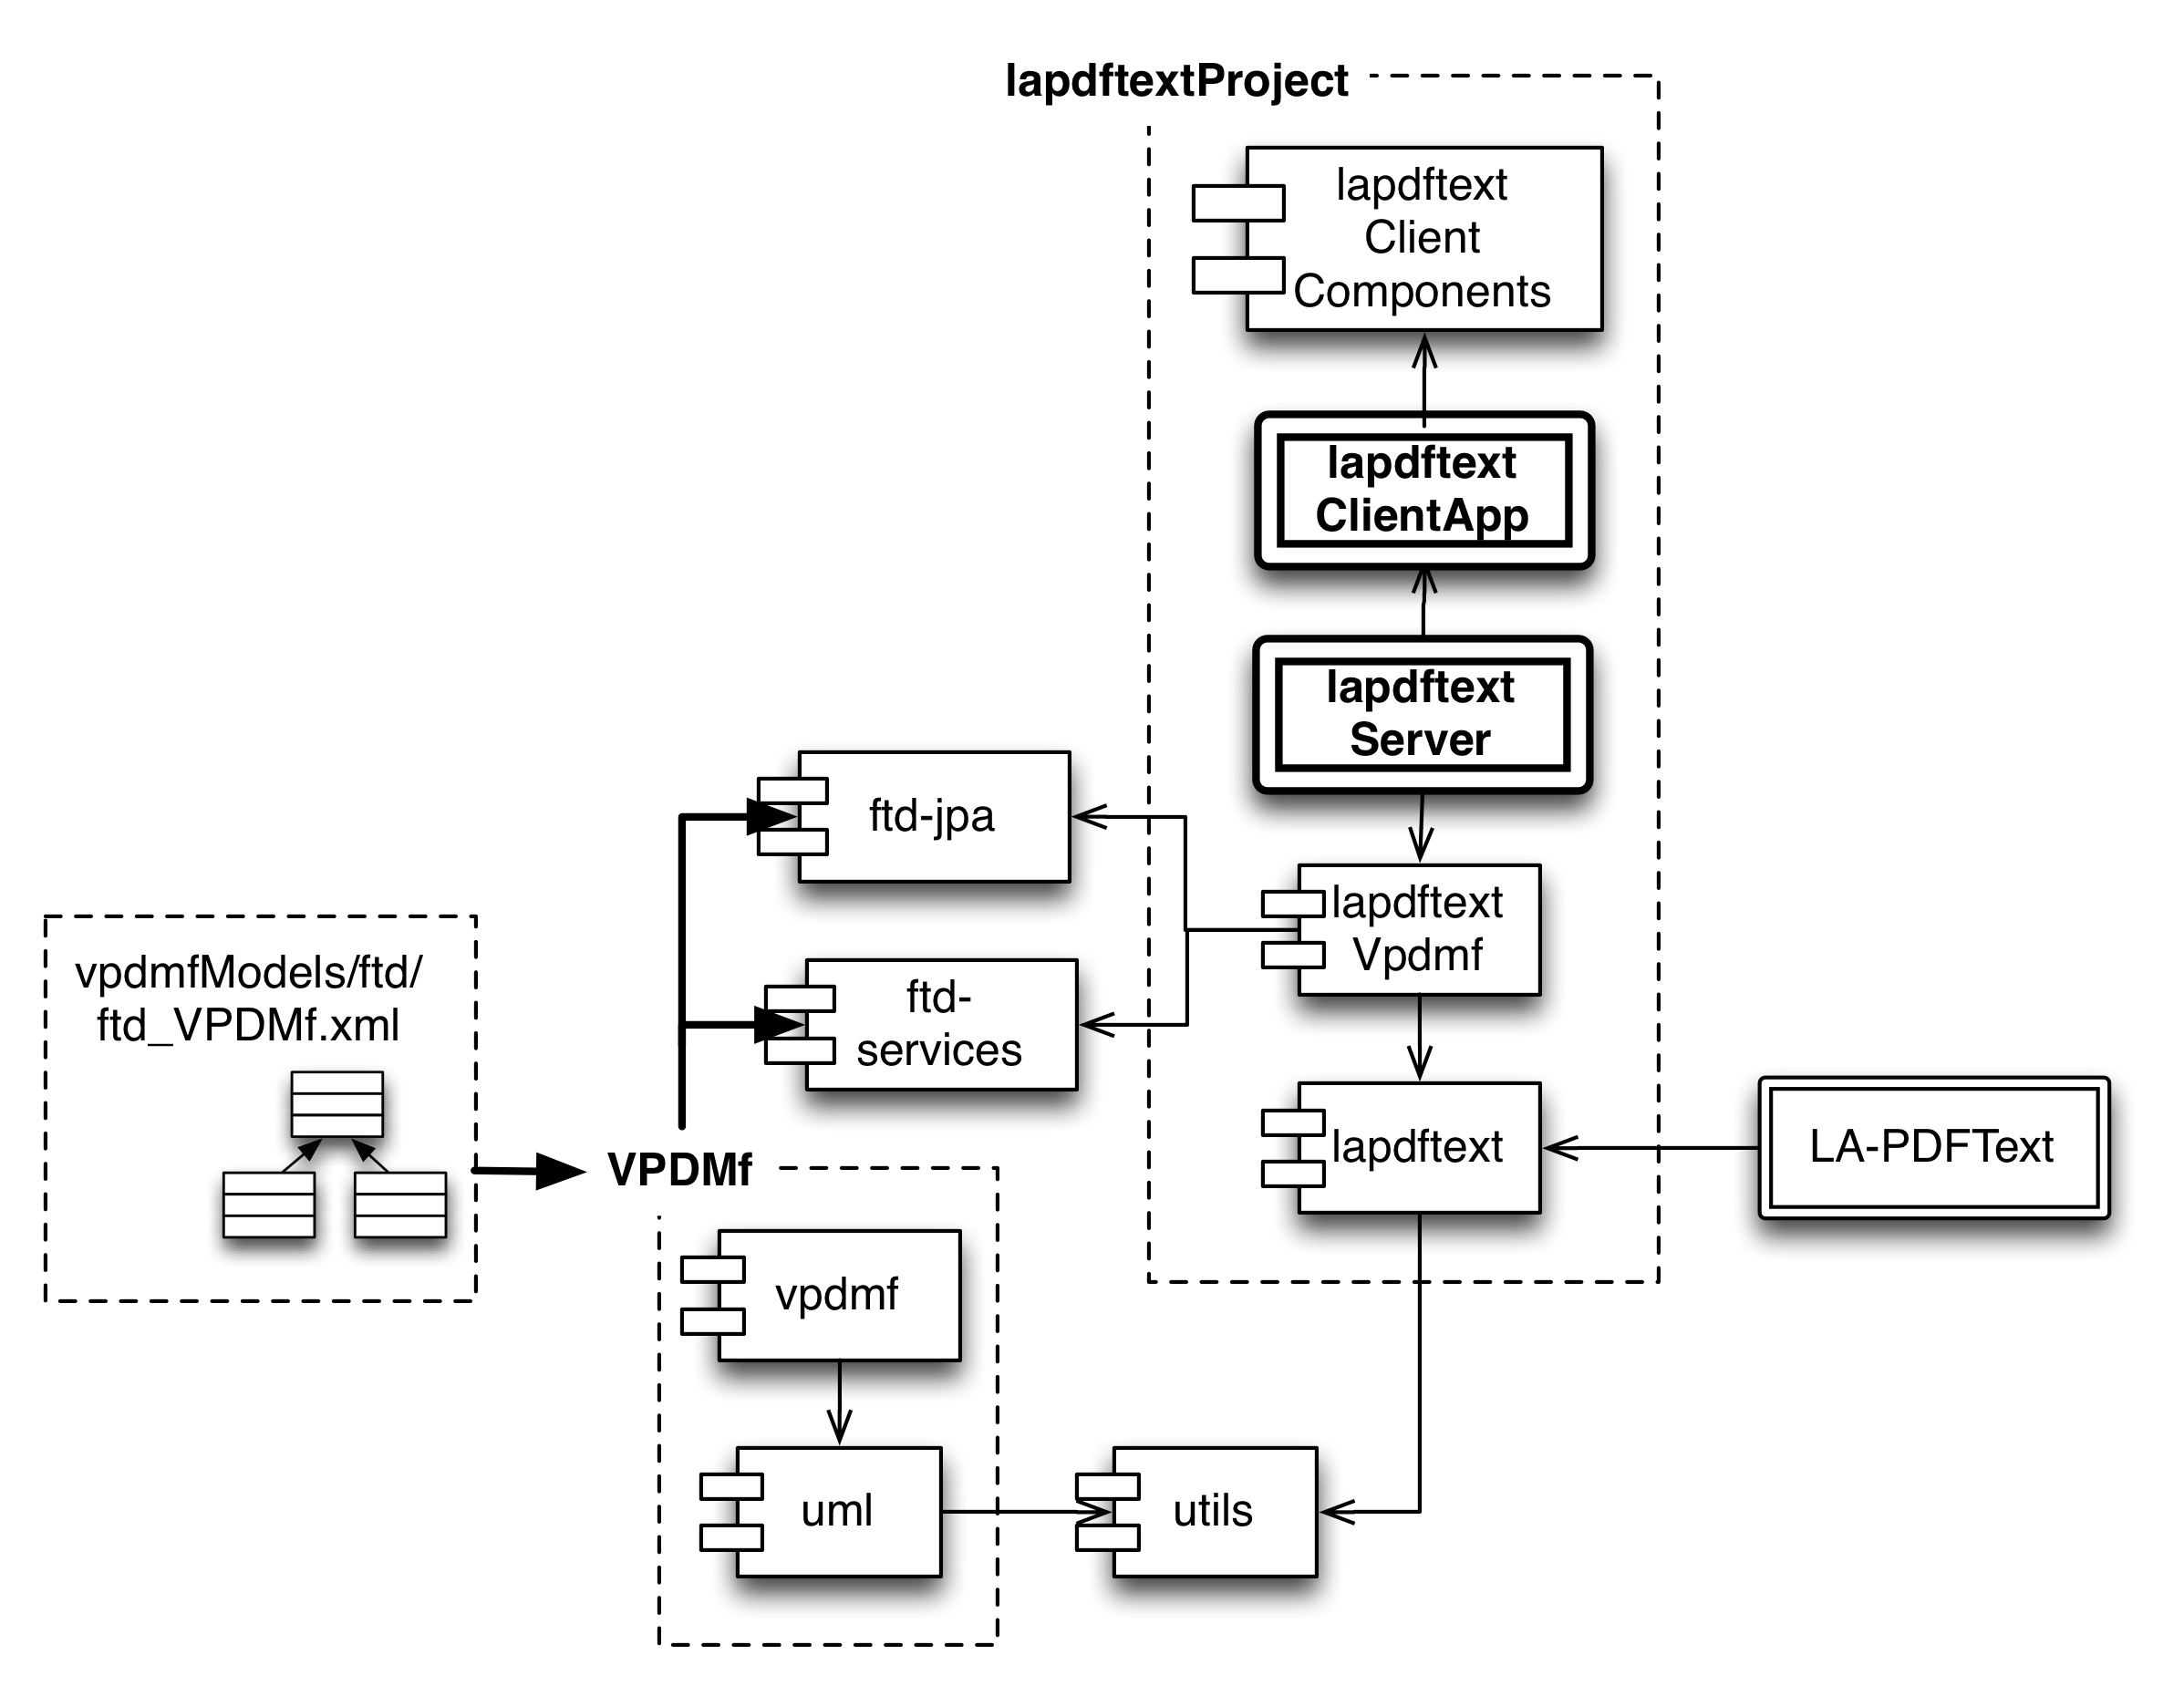 lapdftextProject
lapdftext
Client
Components
lapdftext
ClientApp
lapdftext
Server
ftd-jpa
lapdftext
Vpdmf
vpdmfModels/ftd/
ftd_VPDMf.xml
ftd-
services
VPDMf
lapdftext
LA-PDFText
vpdmf
uml
utils